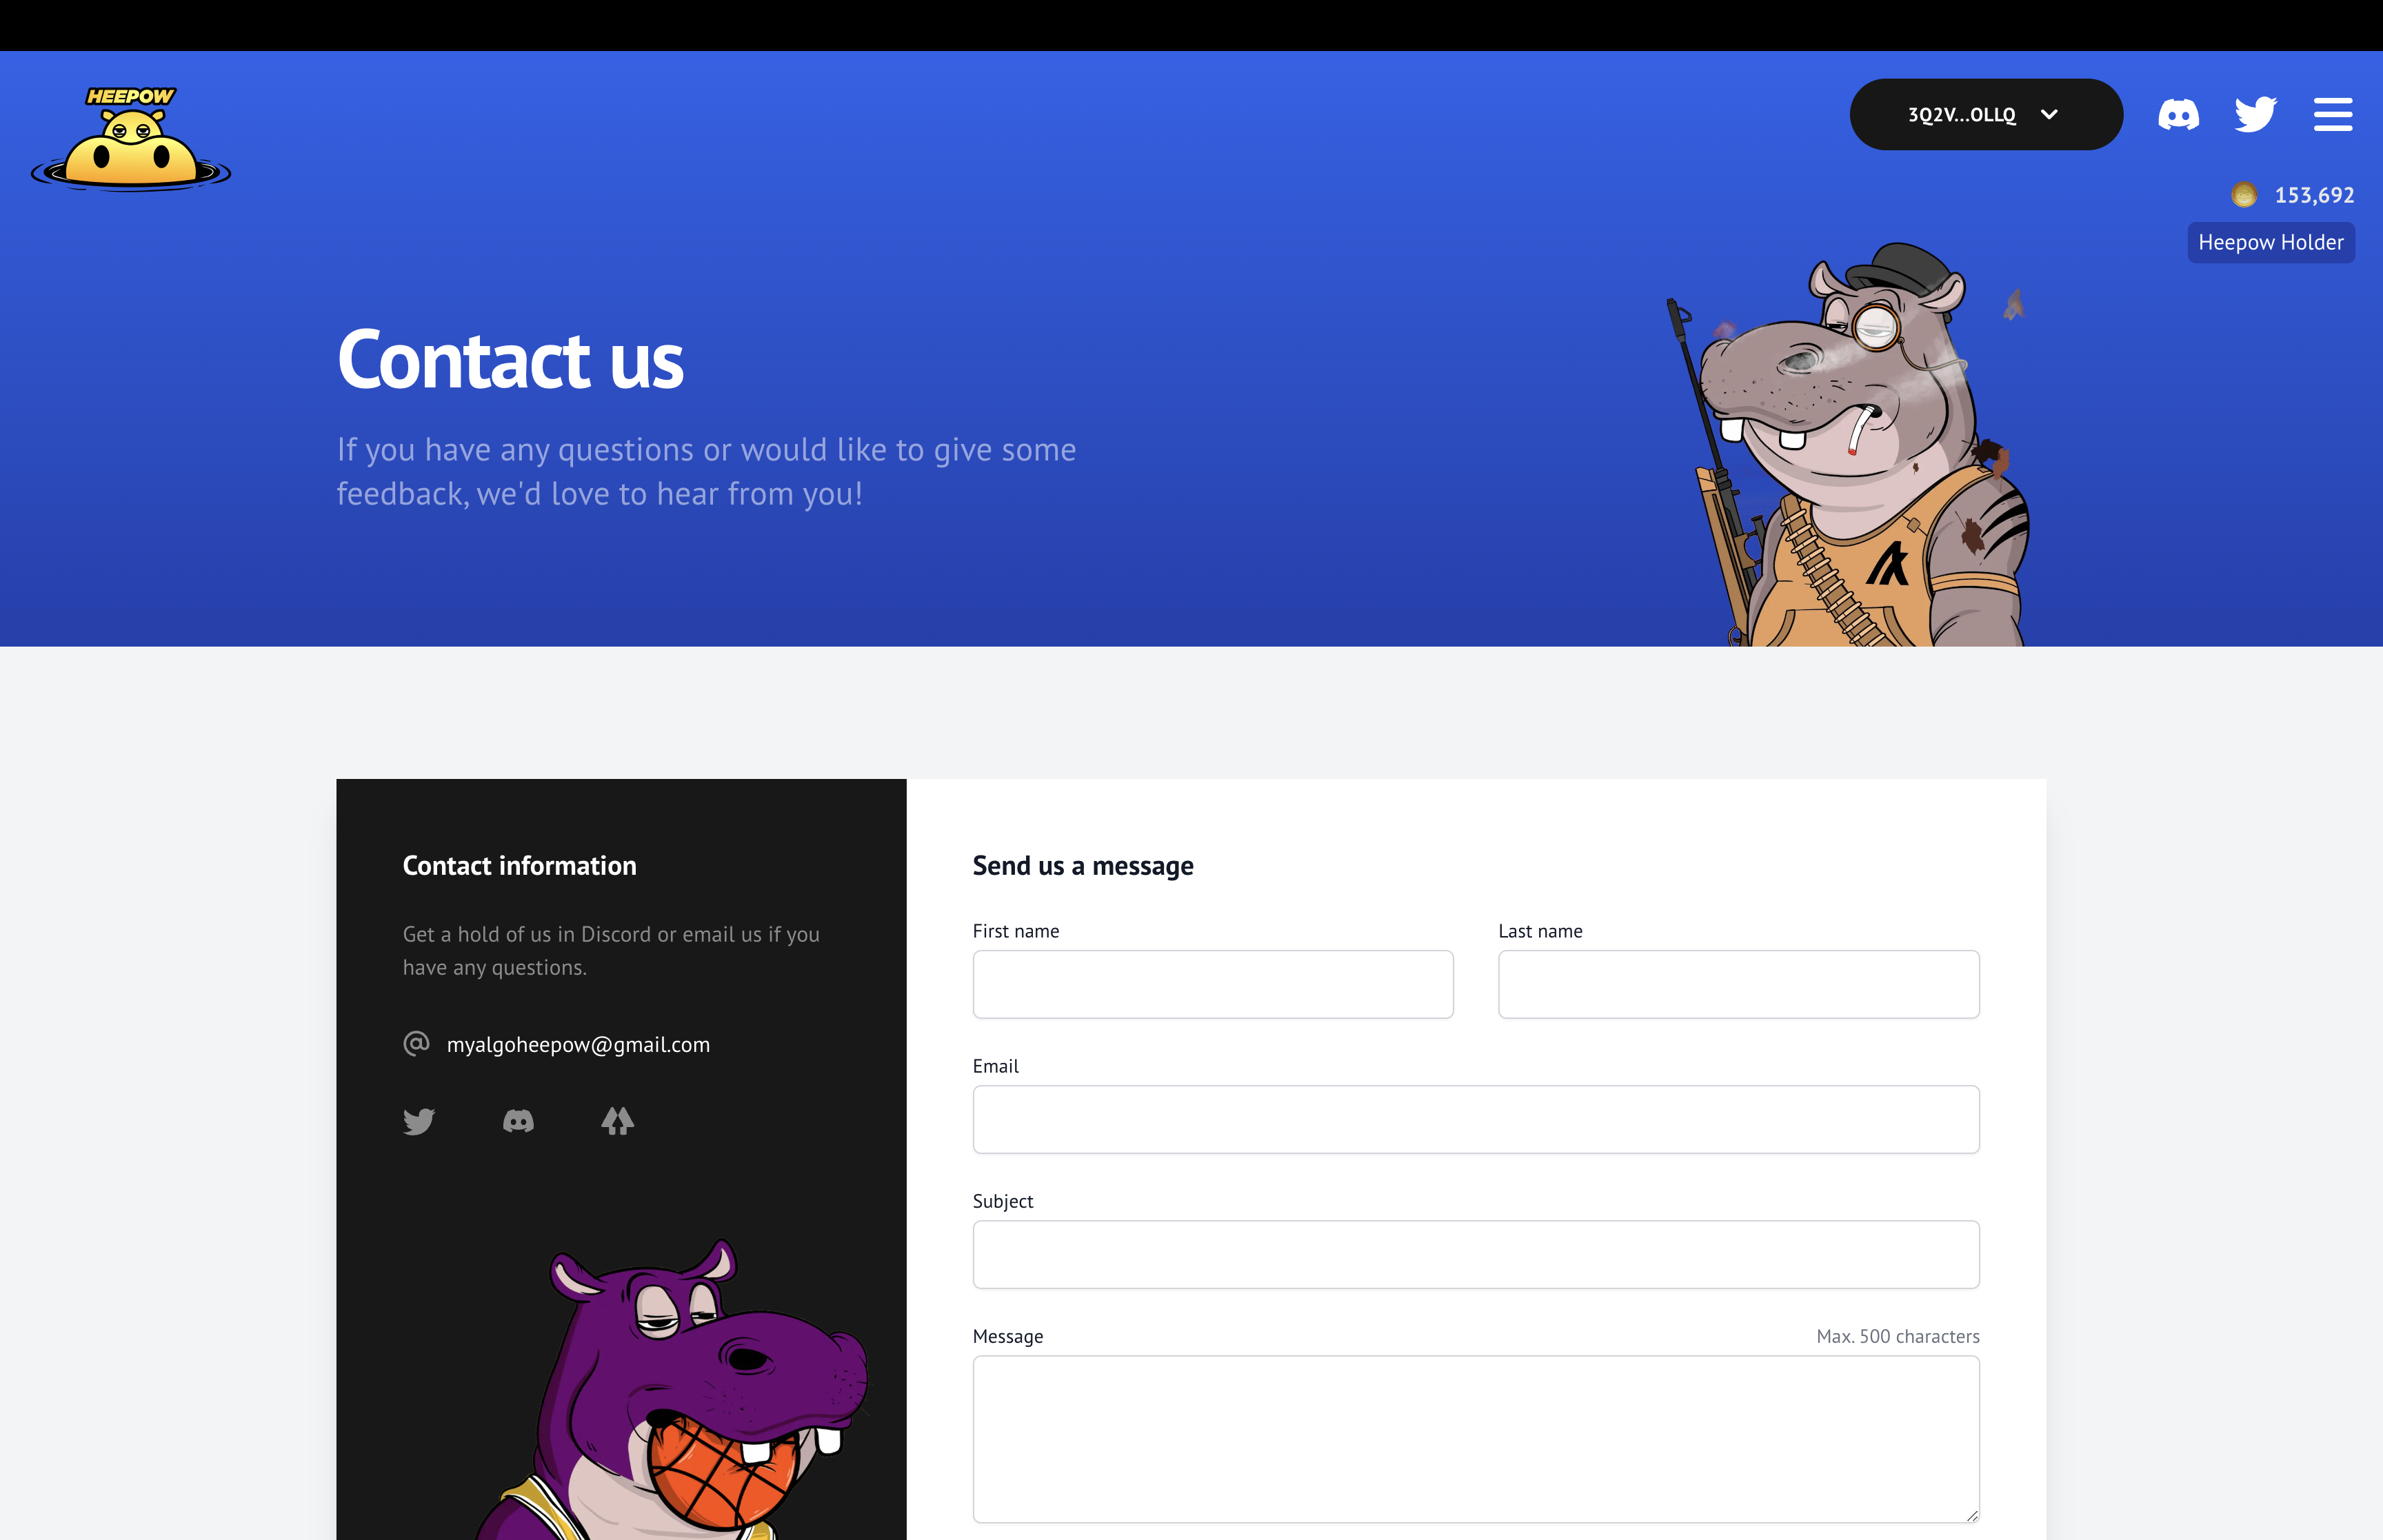 HEEPOW
3Q2V...OLLQ
153,692
Heepow Holder
Contact us
If you have any questions or would like to give some
feedback, we'd love to hear from you!
Contact information
Get a hold of us in Discord or email us if you
have any questions.
myalgoheepow@gmail.com
Send us a message
First name
Last name
Email
Subject
Message
Max. 500 characters